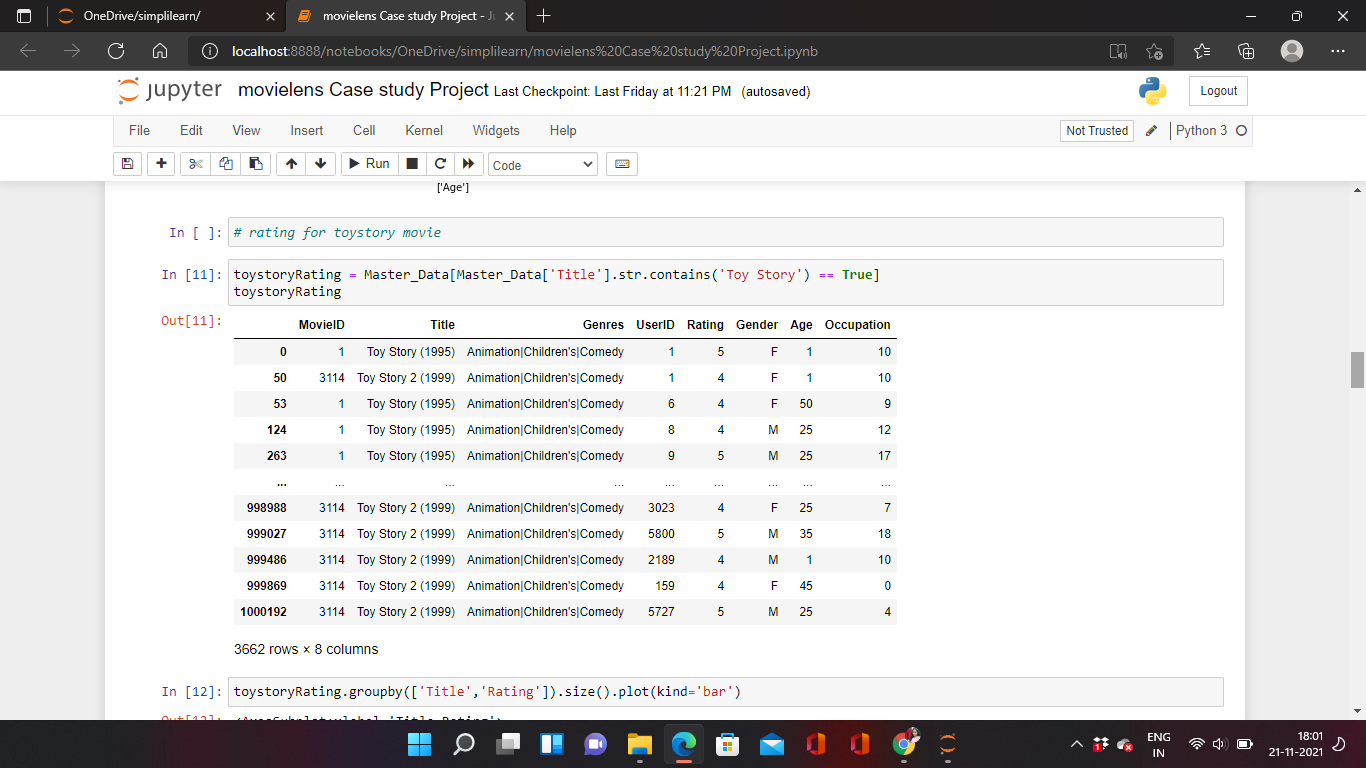 OneDrive/simplilearn/
movielens Case study Project - Ju
localhost:8888/notebooks/OneDrive/simplilearn/movielens%20Case%20study%20Project.ipynb
jupyter movielens Case study Project Last Checkpoint: Last Friday at 11:21 PM (autosaved)
Logout
File Edit View Insert Cell Kernel Widgets Help
Not Trusted
Python 3
Run
Code
['Age']
In [ ]: # rating for toystory movie
In [11]: toystoryRating = Master_Data[Master_Data['Title'].str.contains('Toy Story') == True]
toystoryRating
Out[11]:
MovieID Title Genres UserID Rating Gender Age Occupation
0 1 Toy Story (1995) Animation|Children's|Comedy 1 5 F 1 10
50 3114 Toy Story 2 (1999) Animation|Children's|Comedy 1 4 F 1 10
53 1 Toy Story (1995) Animation|Children's|Comedy 6 4 F 50 9
124 1 Toy Story (1995) Animation|Children's|Comedy 8 4 M 25 12
263 1 Toy Story (1995) Animation|Children's|Comedy 9 5 M 25 17
... ... ... ... ... ... ... ... ...
998988 3114 Toy Story 2 (1999) Animation|Children's|Comedy 3023 4 F 25 7
999027 3114 Toy Story 2 (1999) Animation|Children's|Comedy 5800 5 M 35 18
999486 3114 Toy Story 2 (1999) Animation|Children's|Comedy 2189 4 M 1 10
999869 3114 Toy Story 2 (1999) Animation|Children's|Comedy 159 4 F 45 0
1000192 3114 Toy Story 2 (1999) Animation|Children's|Comedy 5727 5 M 25 4
3662 rows × 8 columns
In [12]: toystoryRating.groupby(['Title','Rating']).size().plot(kind='bar')
ENG
IN
18:01
21-11-2021